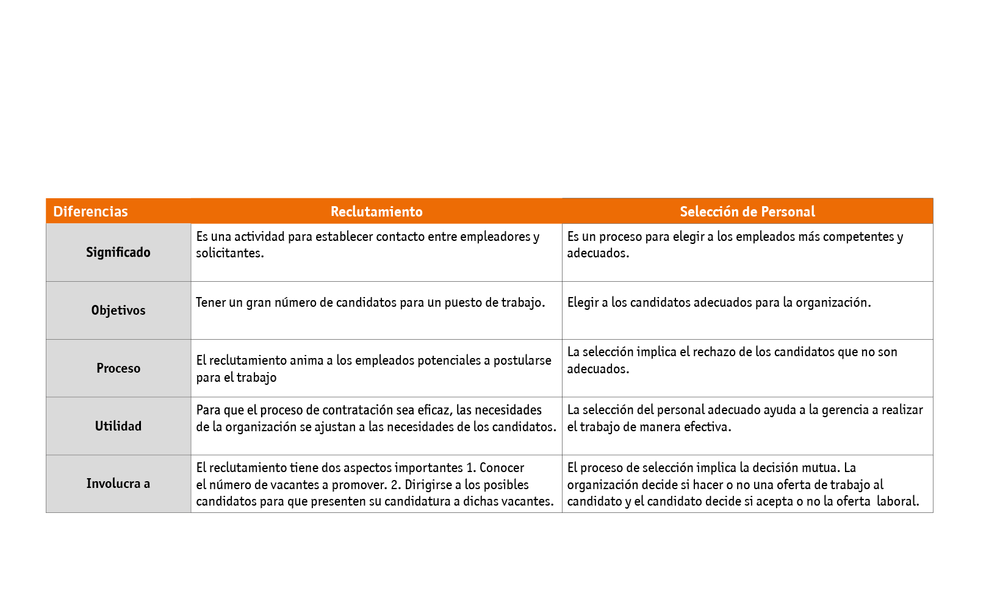 Diferencias
Reclutamiento
Selección de Personal
Significado
Es una actividad para establecer contacto entre empleadores y
solicitantes.
Es un proceso para elegir a los empleados más competentes y
adecuados.
Objetivos
Tener un gran número de candidatos para un puesto de trabajo.
Elegir a los candidatos adecuados para la organización.
Proceso
El reclutamiento anima a los empleados potenciales a postularse
para el trabajo
La selección implica el rechazo de los candidatos que no son
adecuados.
Utilidad
Para que el proceso de contratación sea eficaz, las necesidades
de la organización se ajustan a las necesidades de los candidatos.
La selección del personal adecuado ayuda a la gerencia a realizar
el trabajo de manera efectiva.
Involucra a
El reclutamiento tiene dos aspectos importantes 1. Conocer
el número de vacantes a promover. 2. Dirigirse a los posibles
candidatos para que presenten su candidatura a dichas vacantes.
El proceso de selección implica la decisión mutua. La
organización decide si hacer o no una oferta de trabajo al
candidato y el candidato decide si acepta o no la oferta  laboral.